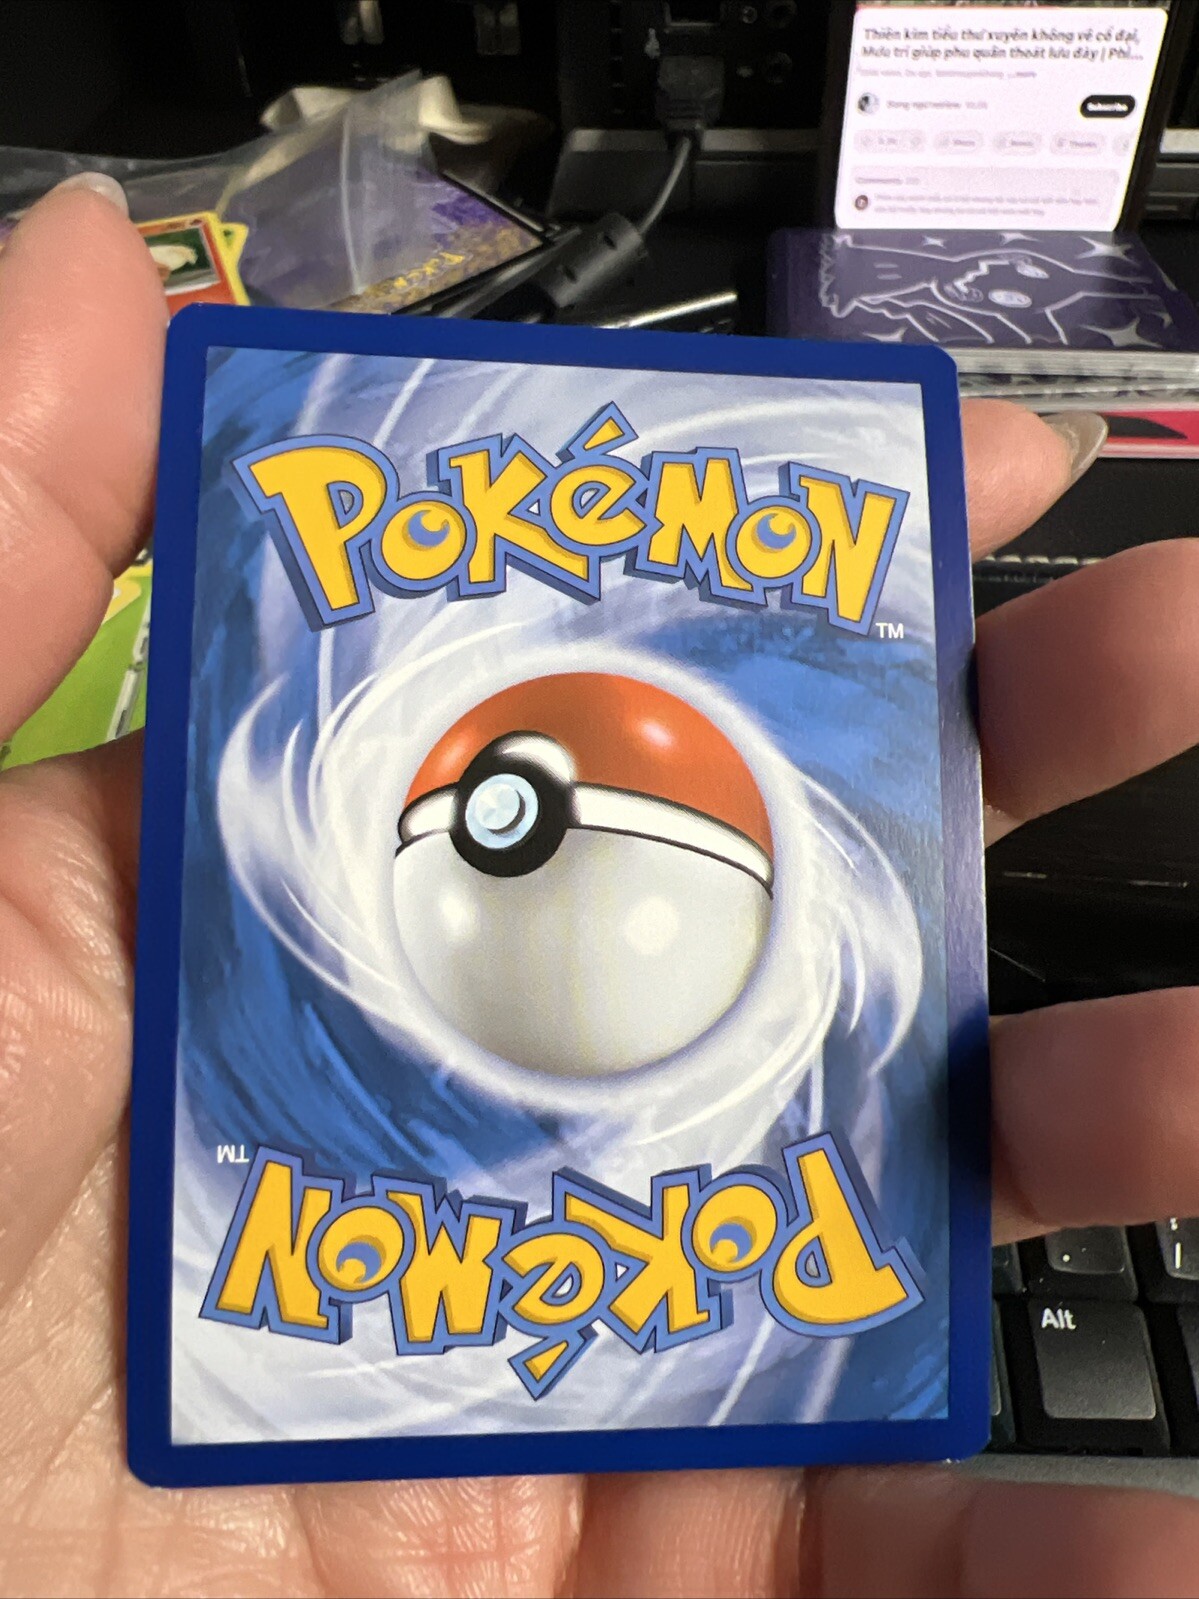 Thiên kim tiểu thư xuyên không về cổ đại,
Mưu trí giúp phu quân thoát lưu đày | Phi...
Subscribe
POKéMON
POKéMON
TM
TM
POKéMON
Alt